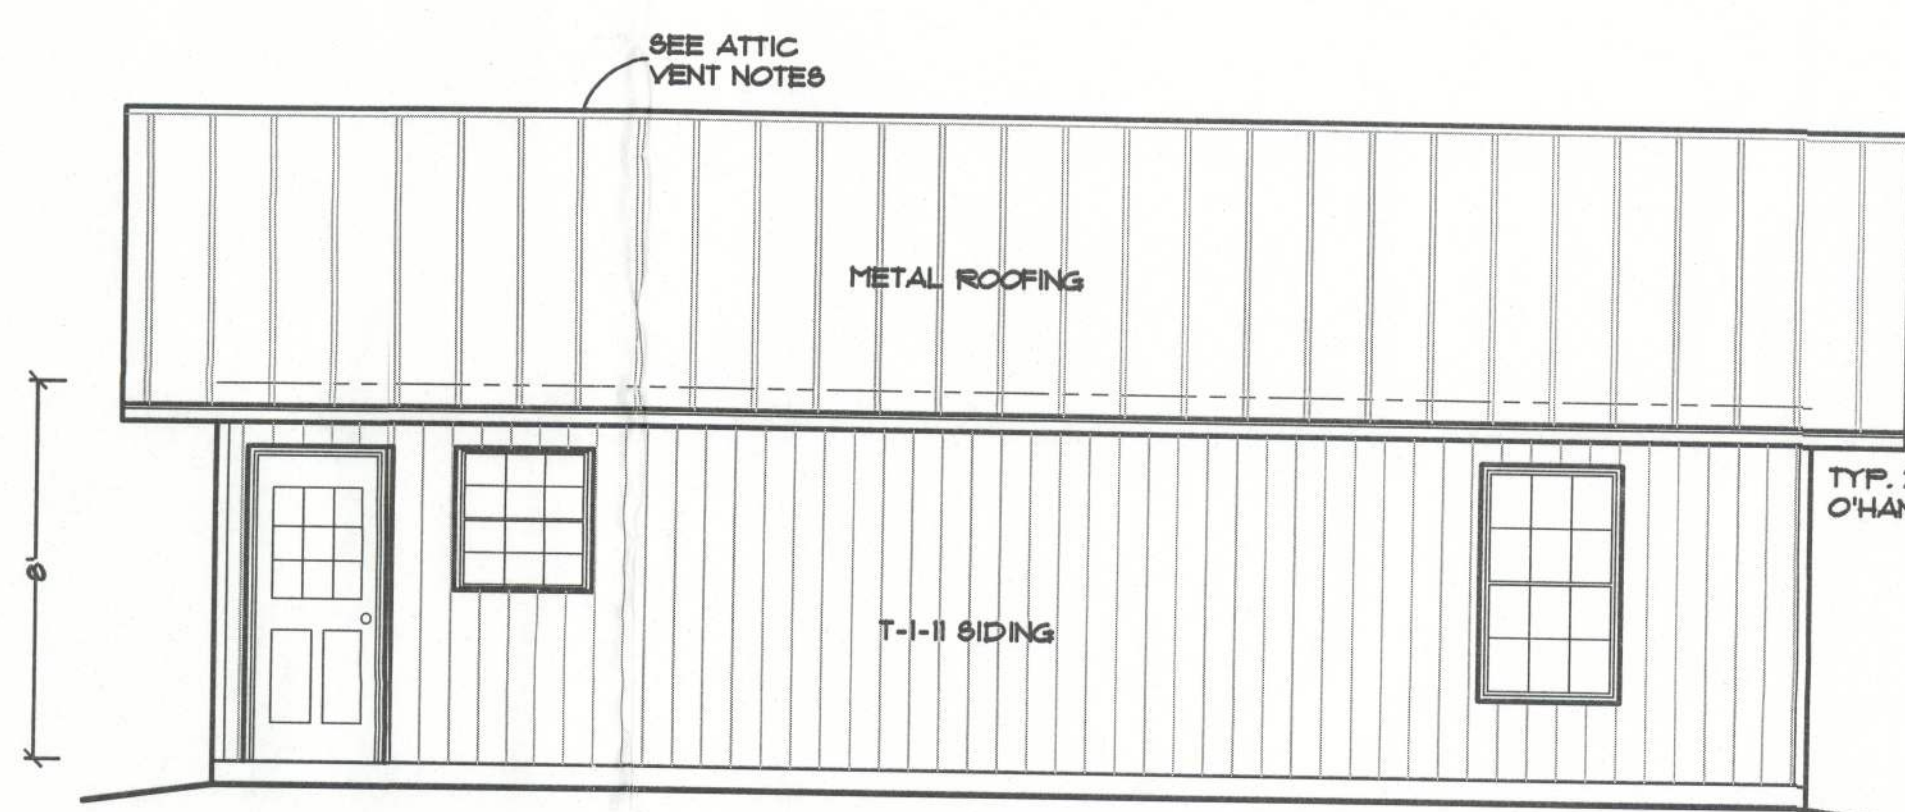 SEE ATTIC
VENT NOTES
METAL ROOFING
8'
T-1-11 SIDING
TYP.